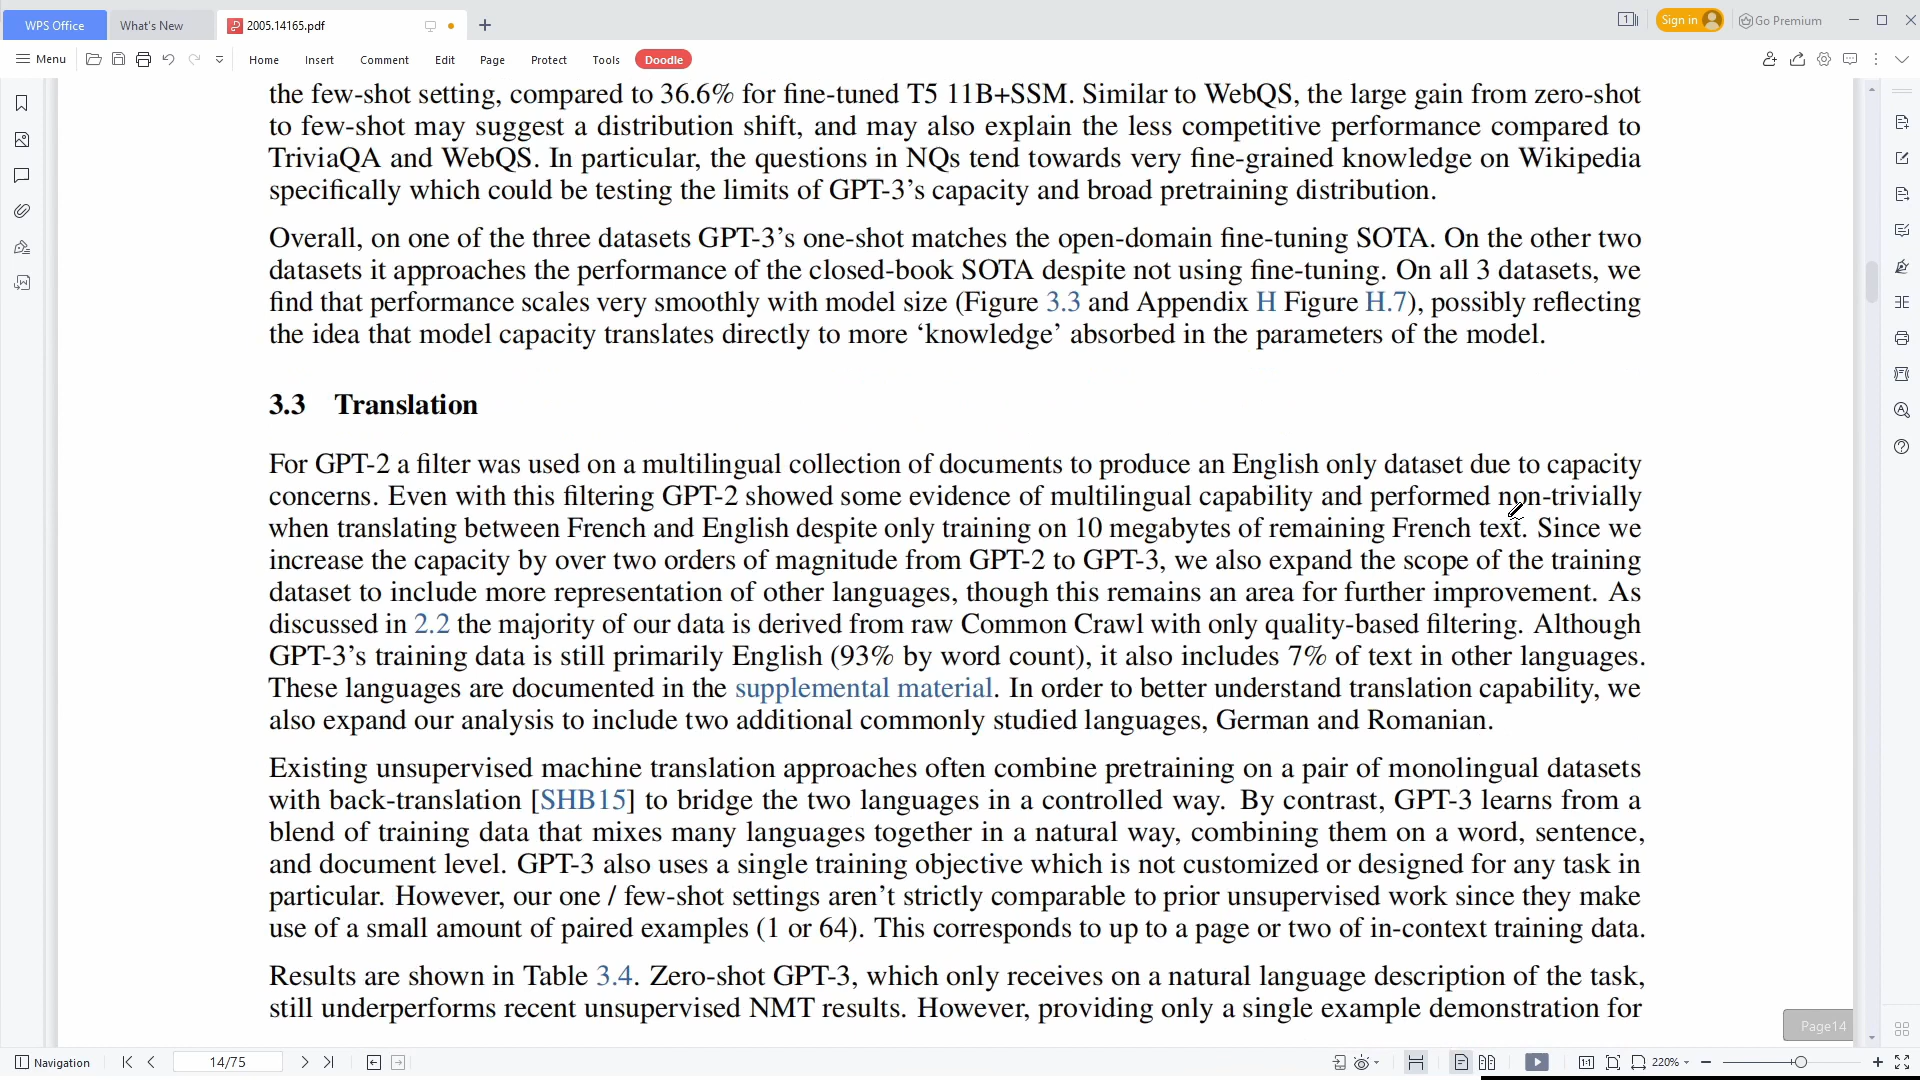 WPS Office What's New 2005.14165.pdf 1 Sign in Go Premium
Menu Home Insert Comment Edit Page Protect Tools Doodle
the few-shot setting, compared to 36.6% for fine-tuned T5 11B+SSM. Similar to WebQS, the large gain from zero-shot
to few-shot may suggest a distribution shift, and may also explain the less competitive performance compared to
TriviaQA and WebQS. In particular, the questions in NQs tend towards very fine-grained knowledge on Wikipedia
specifically which could be testing the limits of GPT-3's capacity and broad pretraining distribution.
Overall, on one of the three datasets GPT-3's one-shot matches the open-domain fine-tuning SOTA. On the other two
datasets it approaches the performance of the closed-book SOTA despite not using fine-tuning. On all 3 datasets, we
find that performance scales very smoothly with model size (Figure 3.3 and Appendix H Figure H.7), possibly reflecting
the idea that model capacity translates directly to more ‘knowledge’ absorbed in the parameters of the model.
3.3 Translation
For GPT-2 a filter was used on a multilingual collection of documents to produce an English only dataset due to capacity
concerns. Even with this filtering GPT-2 showed some evidence of multilingual capability and performed non-trivially
when translating between French and English despite only training on 10 megabytes of remaining French text. Since we
increase the capacity by over two orders of magnitude from GPT-2 to GPT-3, we also expand the scope of the training
dataset to include more representation of other languages, though this remains an area for further improvement. As
discussed in 2.2 the majority of our data is derived from raw Common Crawl with only quality-based filtering. Although
GPT-3's training data is still primarily English (93% by word count), it also includes 7% of text in other languages.
These languages are documented in the supplemental material. In order to better understand translation capability, we
also expand our analysis to include two additional commonly studied languages, German and Romanian.
Existing unsupervised machine translation approaches often combine pretraining on a pair of monolingual datasets
with back-translation [SHB15] to bridge the two languages in a controlled way. By contrast, GPT-3 learns from a
blend of training data that mixes many languages together in a natural way, combining them on a word, sentence,
and document level. GPT-3 also uses a single training objective which is not customized or designed for any task in
particular. However, our one / few-shot settings aren't strictly comparable to prior unsupervised work since they make
use of a small amount of paired examples (1 or 64). This corresponds to up to a page or two of in-context training data.
Results are shown in Table 3.4. Zero-shot GPT-3, which only receives on a natural language description of the task,
still underperforms recent unsupervised NMT results. However, providing only a single example demonstration for
Page14
Navigation 14/75 1:1 220%